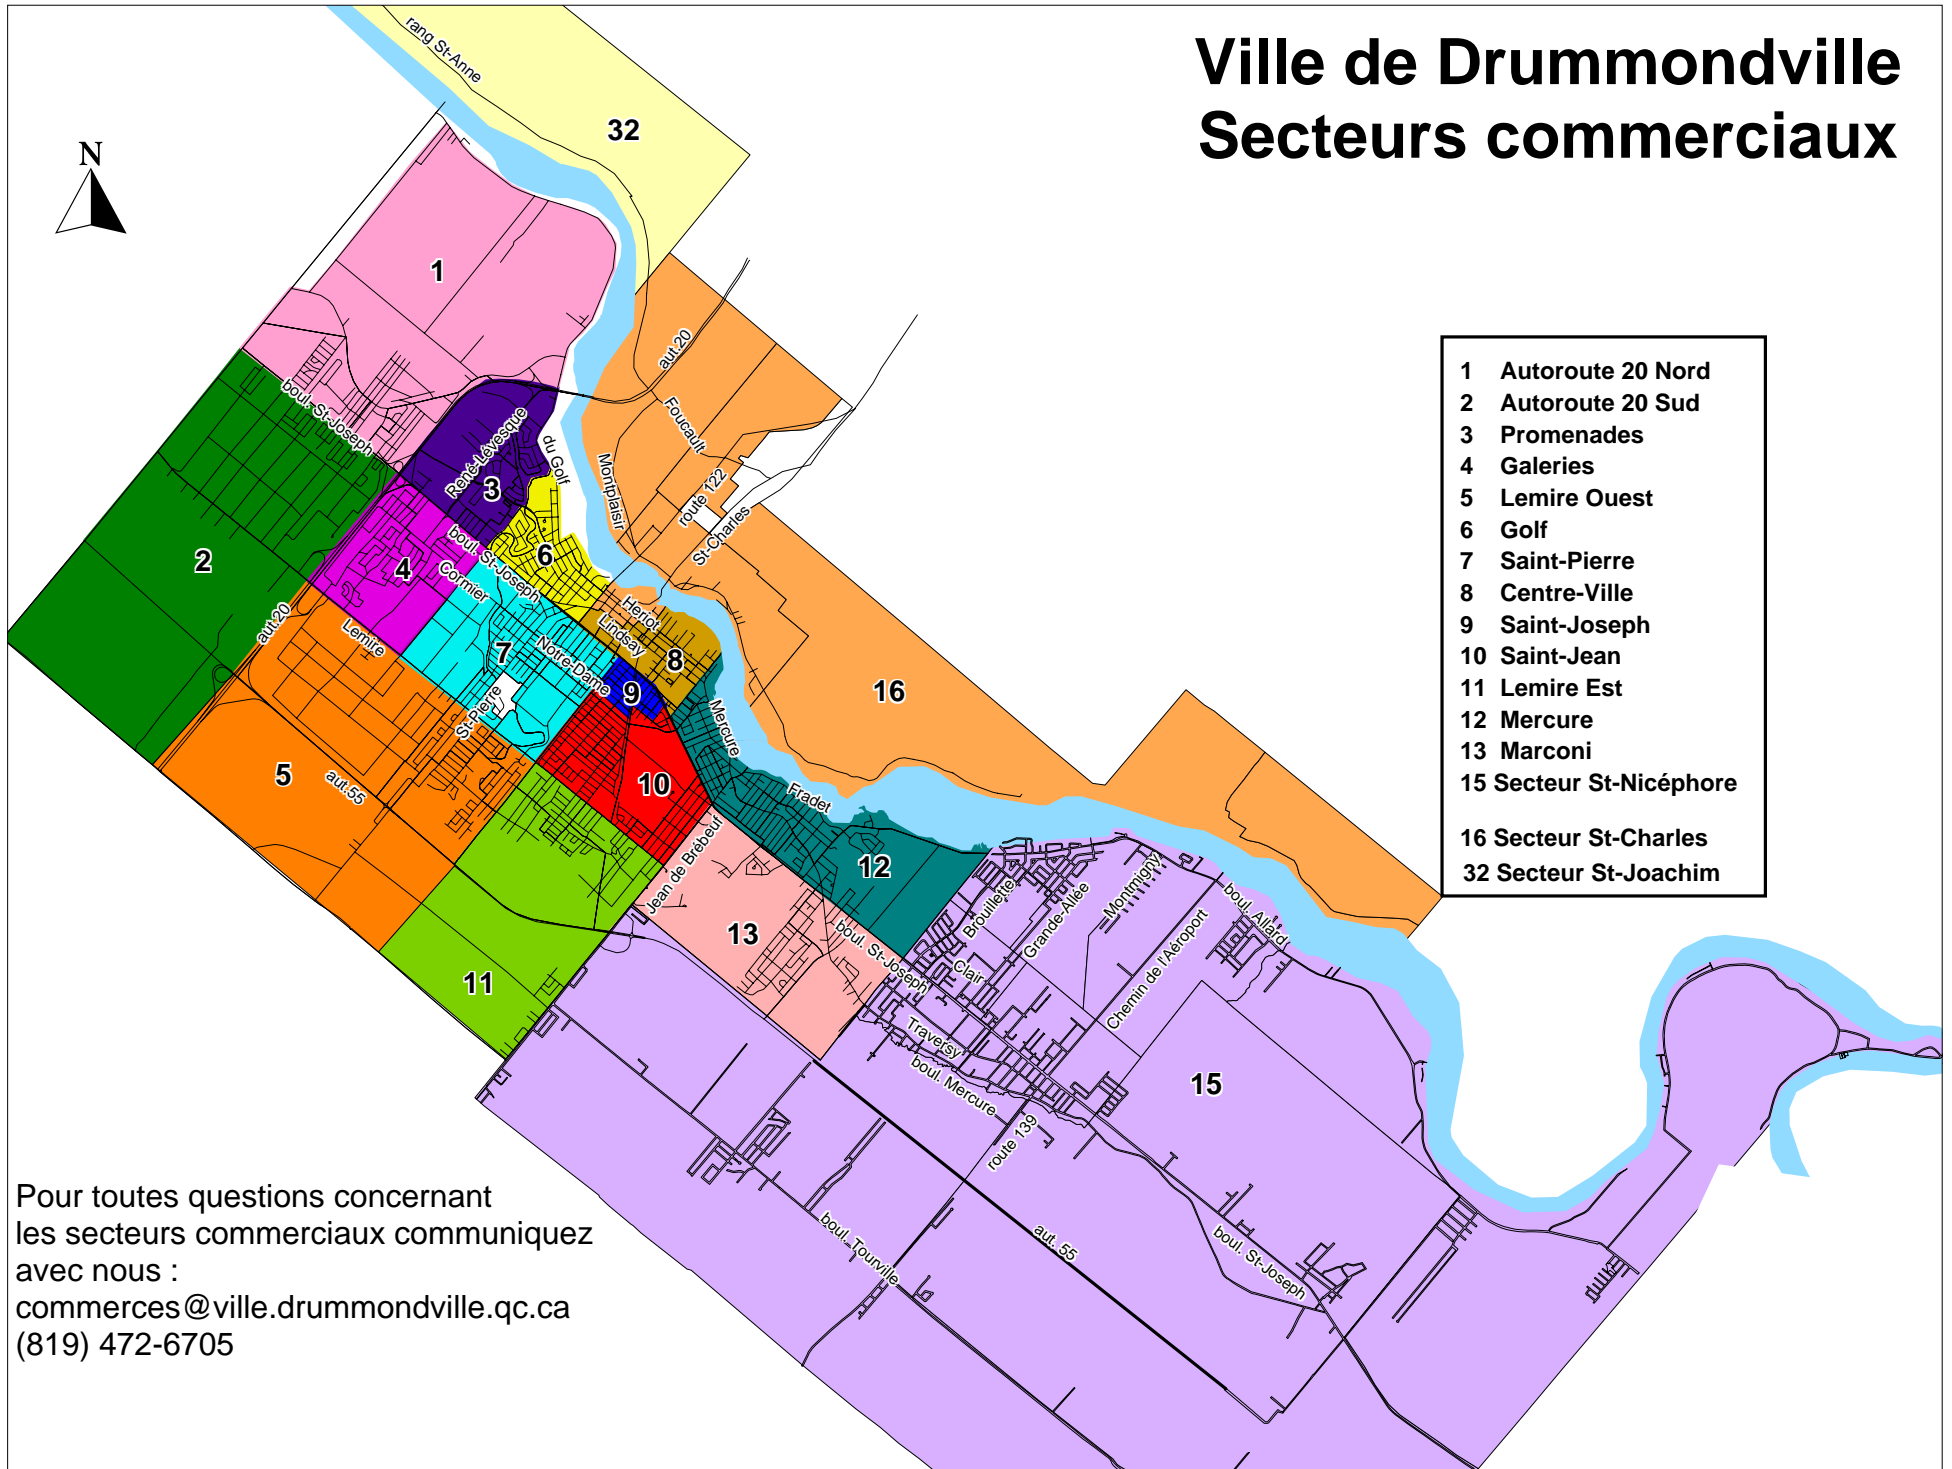 Ville de Drummondville
Secteurs commerciaux
N
rang St-Anne
32
1
aut.20
boul. St-Joseph
René-Lévesque
du Golf
Foucault
3
Montplaisir
route 122
St-Charles
2
4
boul. St-Joseph
Cormier
6
aut.20
Lemire
Heriot
Lindsay
Notre-Dame
7
8
9
16
St-Pierre
Mercure
5
aut.55
10
Fradet
12
Jean de Brébeuf
13
11
boul. St-Joseph
Brouillette
Grande-Allée
Montmigny
Clair
Chemin de l'Aéroport
boul. Allard
Traversy
boul. Mercure
route 139
15
boul. Tourville
aut. 55
boul. St-Joseph
1 Autoroute 20 Nord
2 Autoroute 20 Sud
3 Promenades
4 Galeries
5 Lemire Ouest
6 Golf
7 Saint-Pierre
8 Centre-Ville
9 Saint-Joseph
10 Saint-Jean
11 Lemire Est
12 Mercure
13 Marconi
15 Secteur St-Nicéphore
16 Secteur St-Charles
32 Secteur St-Joachim
Pour toutes questions concernant
les secteurs commerciaux communiquez
avec nous :
commerces@ville.drummondville.qc.ca
(819) 472-6705